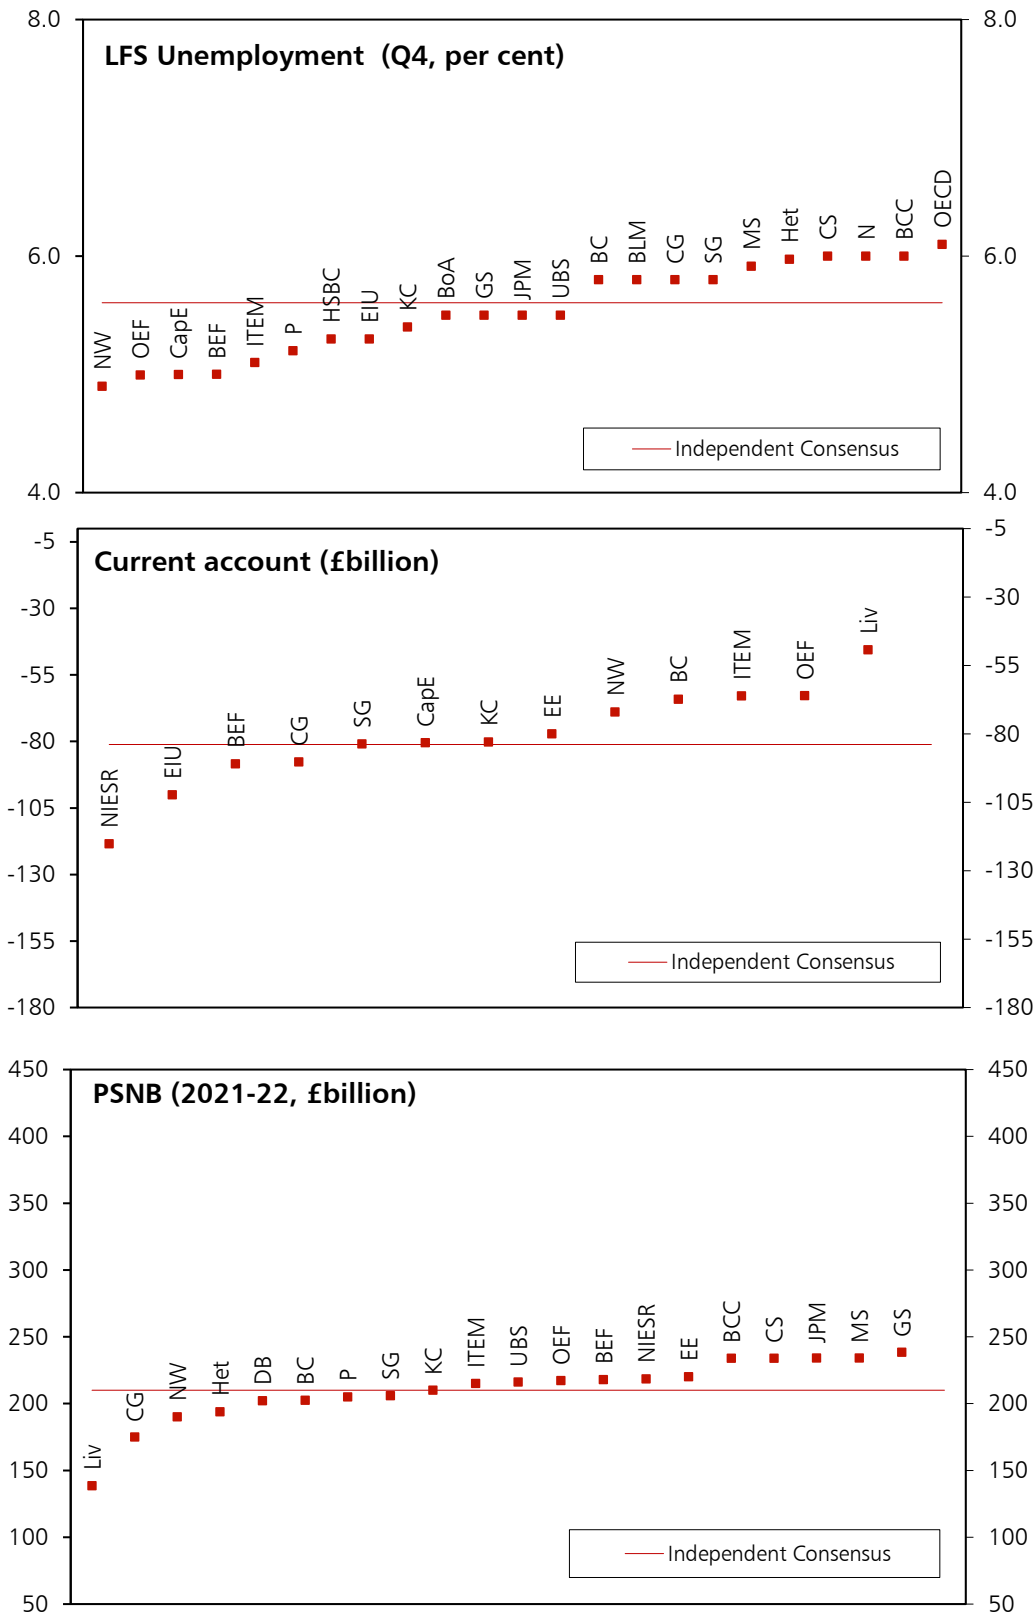 8.0 8.0
LFS Unemployment (Q4, per cent)
OECD
BCC
N
CS
Het
MS
SG
CG
BLM
BC
6.0 6.0
UBS
JPM
GS
BoA
KC
EIU
HSBC
P
ITEM
BEF
CapE
OEF
NW
Independent Consensus
4.0 4.0
-5 -5
Current account (£billion)
-30 -30
Liv
OEF
ITEM
BC
NW
-55 -55
EE
KC
CapE
SG
CG
BEF
-80 -80
EIU
NIESR
-105 -105
-130 -130
-155 -155
Independent Consensus
-180 -180
450 450
PSNB (2021-22, £billion)
400 400
350 350
300 300
250 250
GS
MS
JPM
CS
BCC
EE
NIESR
BEF
OEF
UBS
ITEM
KC
SG
P
BC
DB
Het
NW
200 200
CG
Liv
150 150
100 100
Independent Consensus
50 50